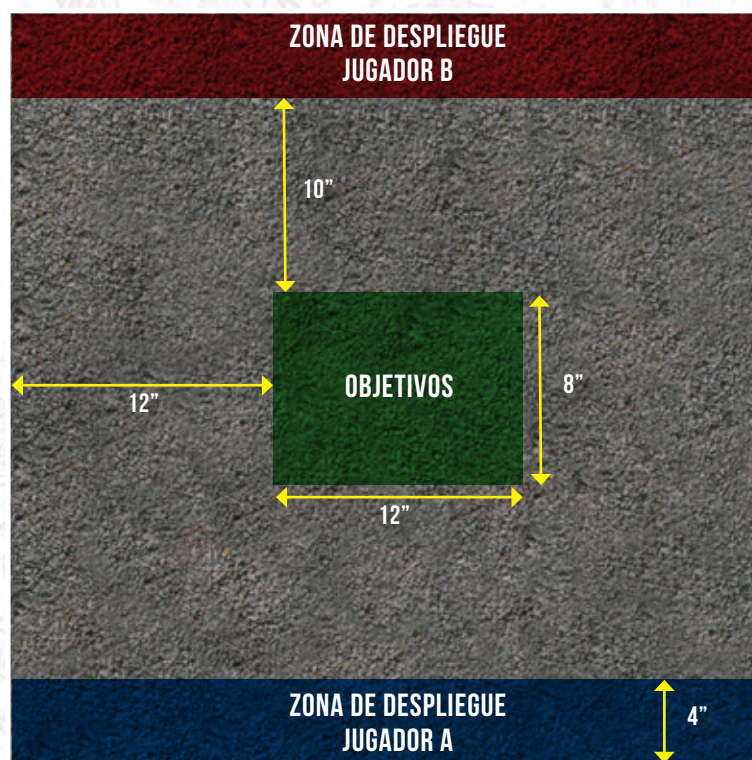 ZONA DE DESPLIEGUE
JUGADOR B
10”
OBJETIVOS
8”
12”
12”
ZONA DE DESPLIEGUE
JUGADOR A
4”